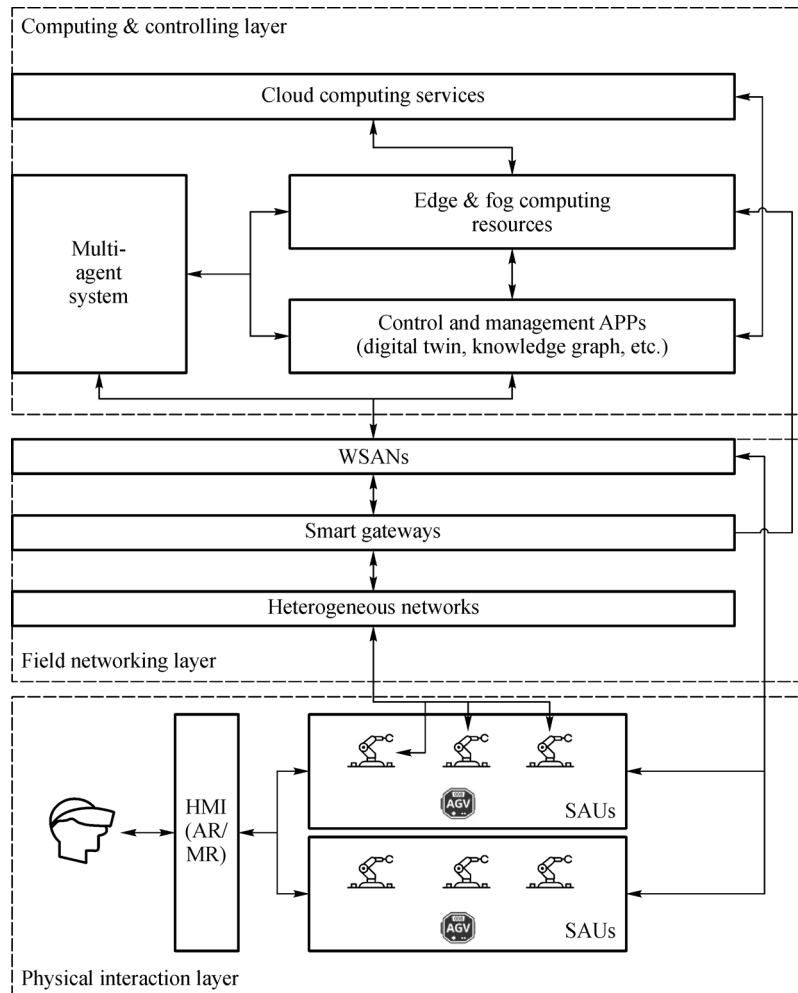 Computing & controlling layer
Cloud computing services
Edge & fog computing
resources
Multi-
agent
system
Control and management APPs
(digital twin, knowledge graph, etc.)
WSANs
Smart gateways
Heterogeneous networks
Field networking layer
HMI
(AR/
MR)
AGV
SAUs
AGV
SAUs
Physical interaction layer